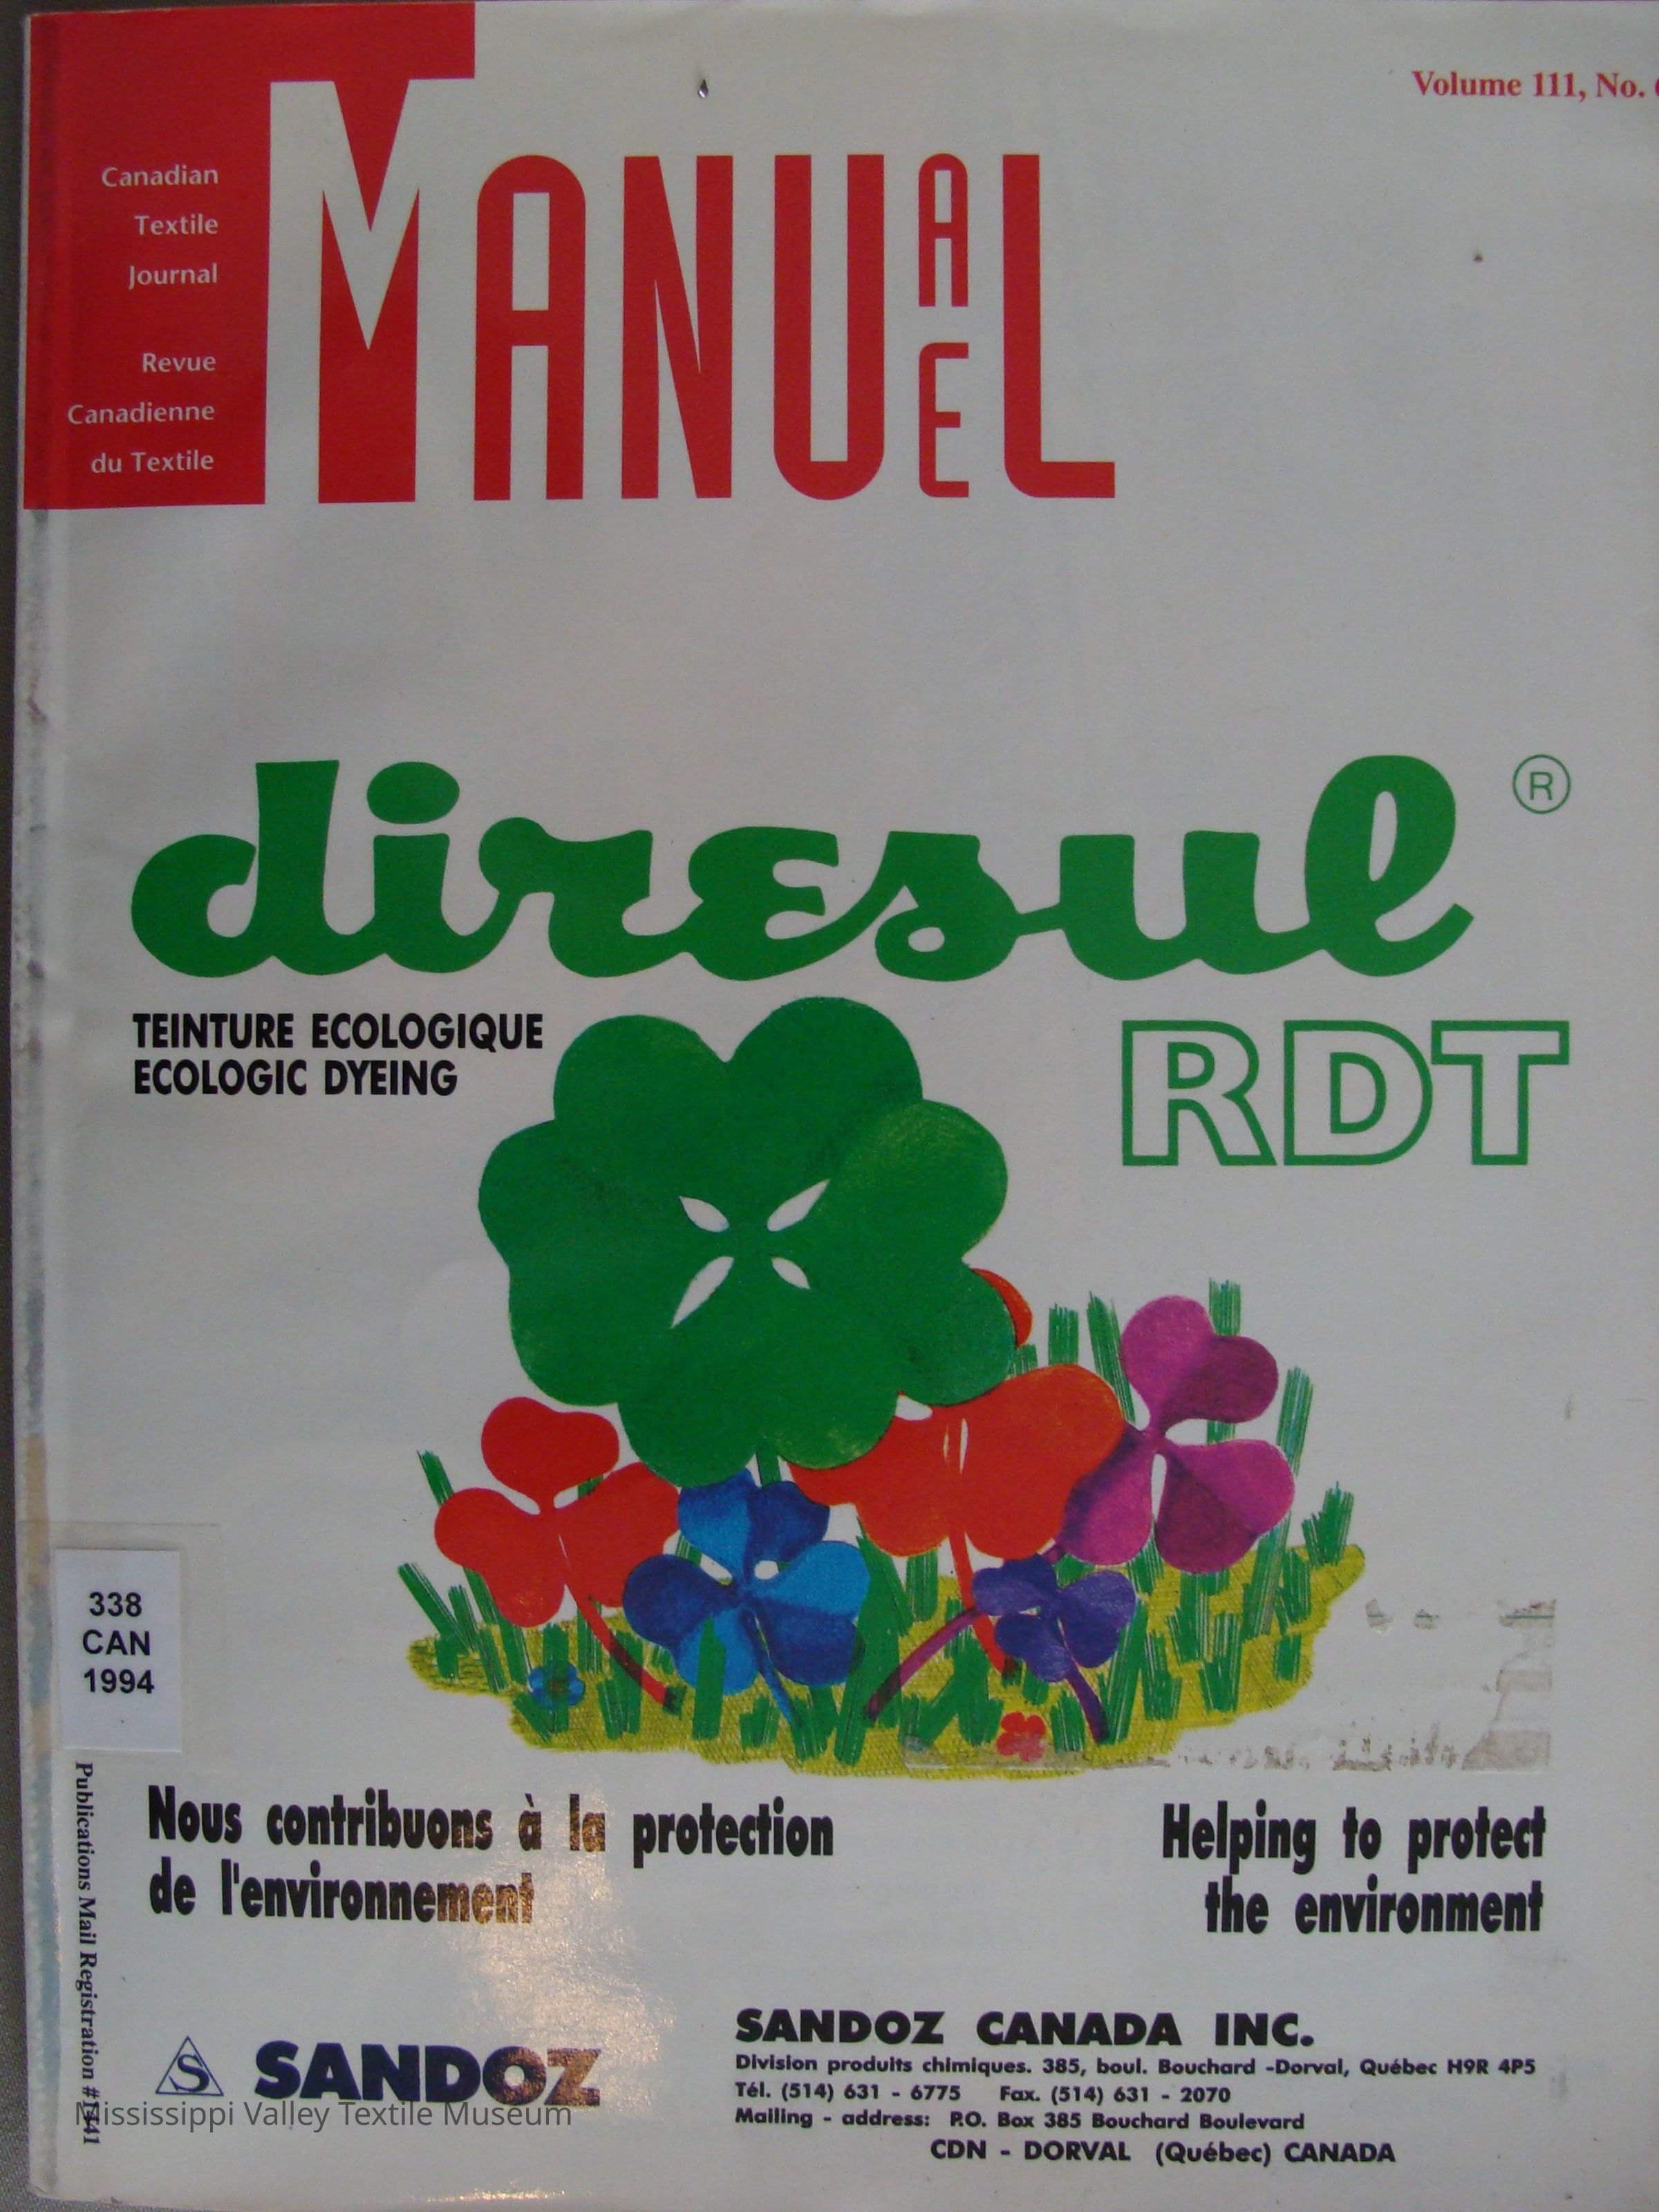 Volume 111, No.
Canadian
Textile
Journal
Revue
Canadienne
du Textile
MANUAEL
diresul ®
TEINTURE ECOLOGIQUE
ECOLOGIC DYEING
RDT
338
CAN
1994
Nous contribuons à la protection
de l'environnement
Helping to protect
the environment
Publications Mail Registration
S SANDOZ
SANDOZ CANADA INC.
Division produits chimiques. 385, boul. Bouchard -Dorval, Québec H9R 4P5
Tél. (514) 631 - 6775 Fax. (514) 631 - 2070
Mailing - address: P.O. Box 385 Bouchard Boulevard
CDN - DORVAL (Québec) CANADA
Mississippi Valley Textile Museum